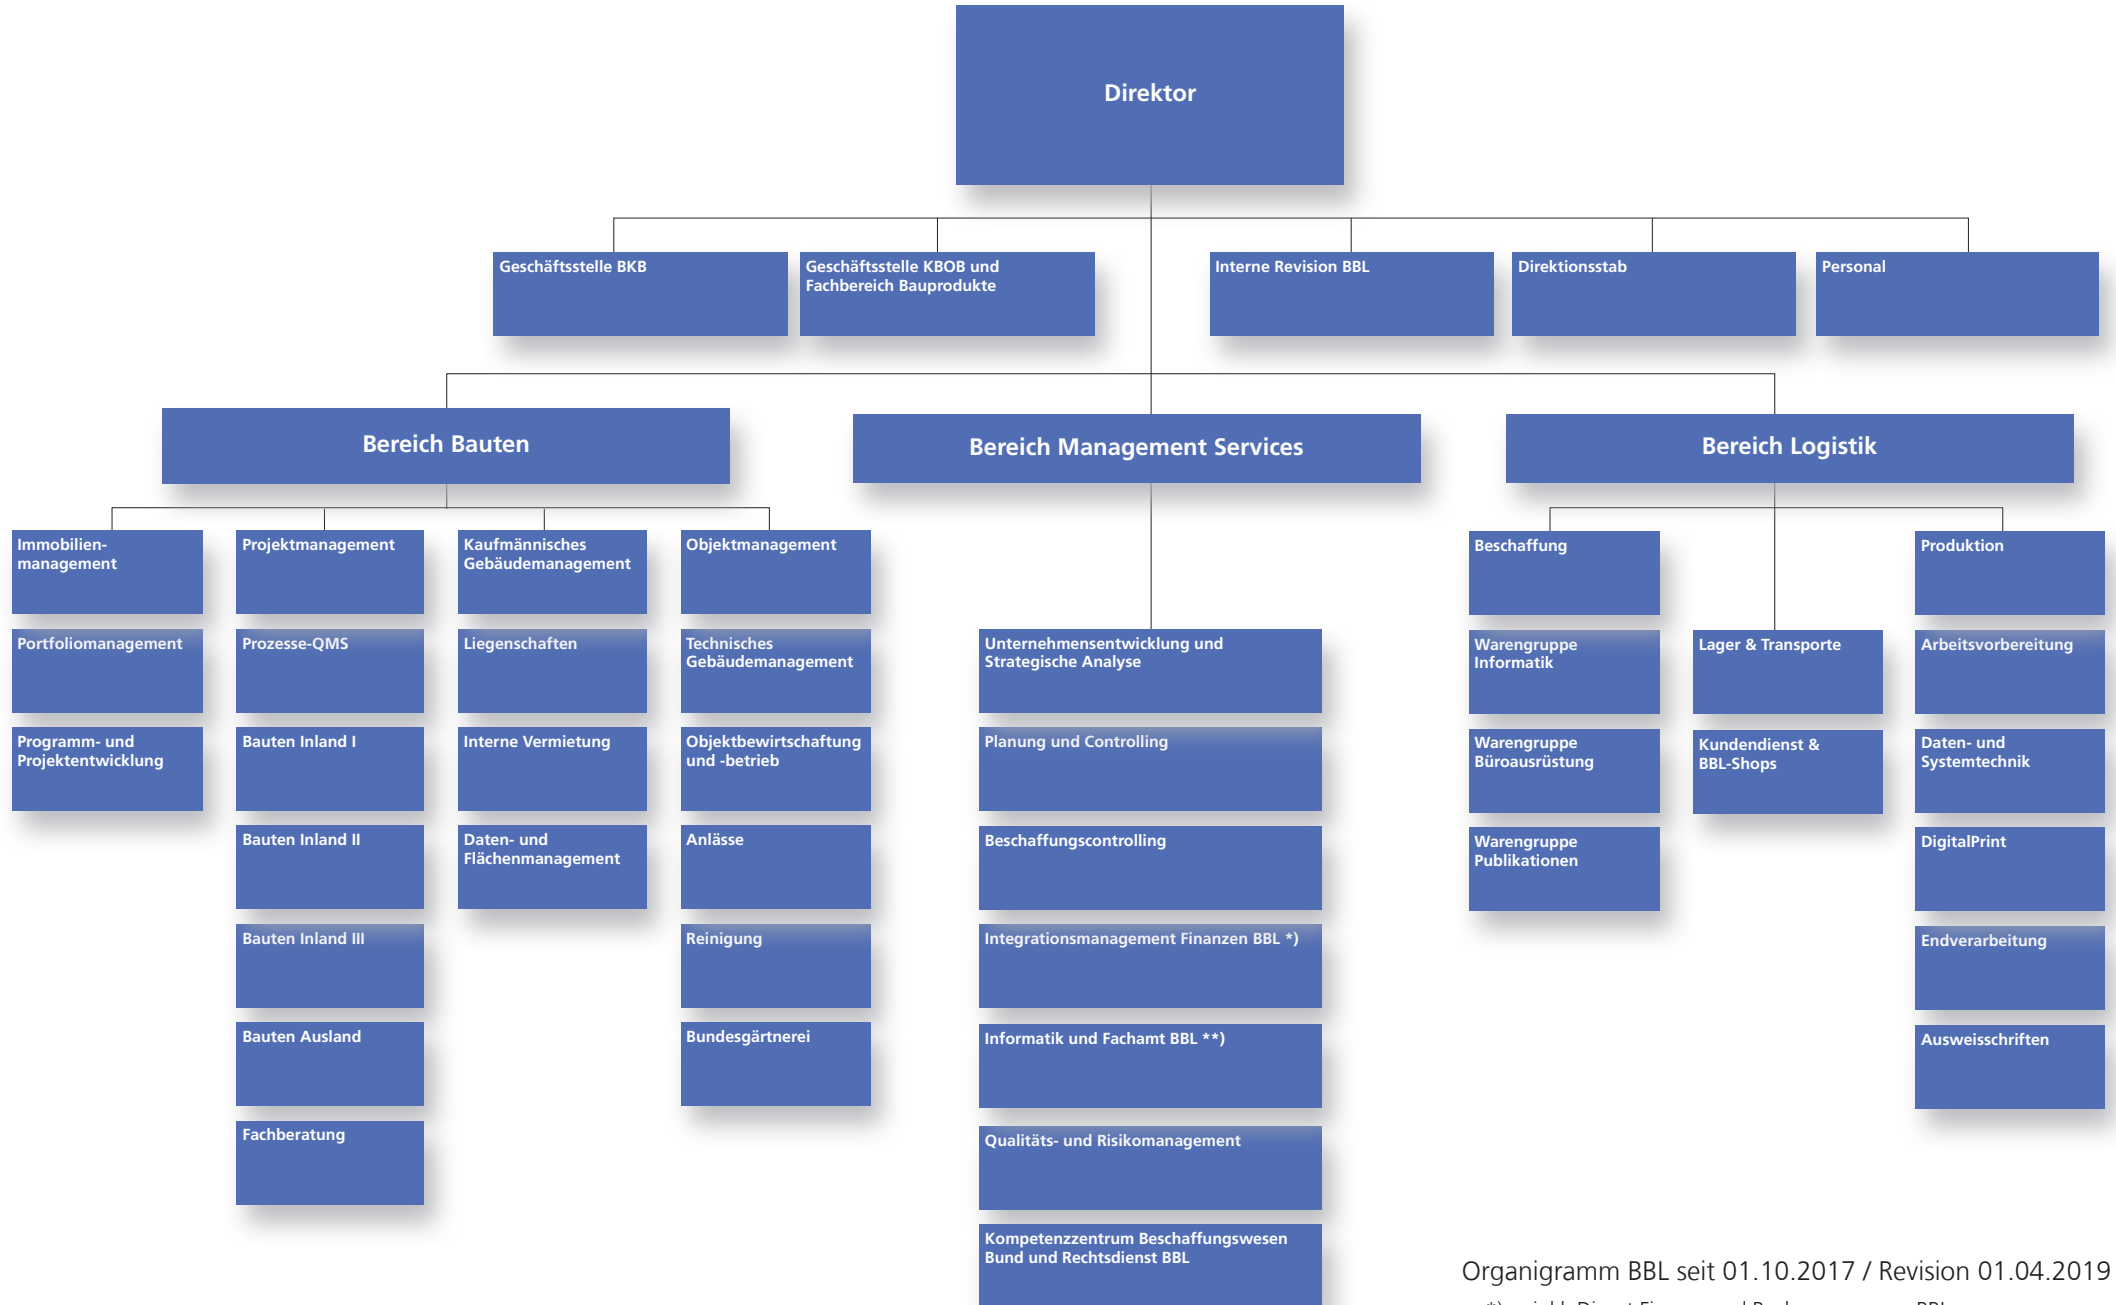 Direktor
Geschäftsstelle BKB
Geschäftsstelle KBOB und
Fachbereich Bauprodukte
Interne Revision BBL
Direktionsstab
Personal
Bereich Bauten
Bereich Management Services
Bereich Logistik
Immobilien-
management
Portfoliomanagement
Programm- und
Projektentwicklung
Projektmanagement
Prozesse-QMS
Bauten Inland I
Bauten Inland II
Bauten Inland III
Bauten Ausland
Fachberatung
Kaufmännisches
Gebäudemanagement
Liegenschaften
Interne Vermietung
Daten- und
Flächenmanagement
Objektmanagement
Technisches
Gebäudemanagement
Objektbewirtschaftung
und -betrieb
Anlässe
Reinigung
Bundesgärtnerei
Unternehmensentwicklung und
Strategische Analyse
Planung und Controlling
Beschaffungscontrolling
Integrationsmanagement Finanzen BBL *)
Informatik und Fachamt BBL **)
Qualitäts- und Risikomanagement
Kompetenzzentrum Beschaffungswesen
Bund und Rechtsdienst BBL
Beschaffung
Warengruppe
Informatik
Warengruppe
Büroausrüstung
Warengruppe
Publikationen
Lager & Transporte
Kundendienst &
BBL-Shops
Produktion
Arbeitsvorbereitung
Daten- und
Systemtechnik
DigitalPrint
Endverarbeitung
Ausweisschriften
Organigramm BBL seit 01.10.2017 / Revision 01.04.2019